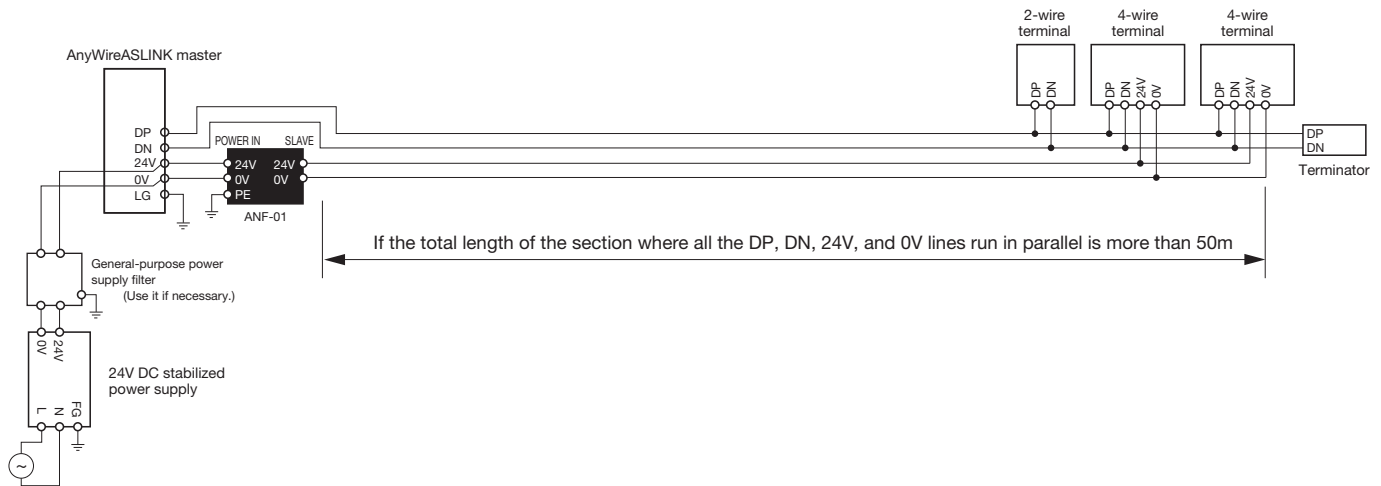 2-wire
terminal
4-wire
terminal
4-wire
terminal
AnyWireASLINK master
DP
DN
24V
0V
LG
POWER IN
SLAVE
24V
0V
PE
24V
0V
ANF-01
DP
DN
DP
DN
24V
0V
DP
DN
24V
0V
DP
DN
Terminator
If the total length of the section where all the DP, DN, 24V, and 0V lines run in parallel is more than 50m
General-purpose power
supply filter
(Use it if necessary.)
0V
24V
24V DC stabilized
power supply
L
N
FG
~